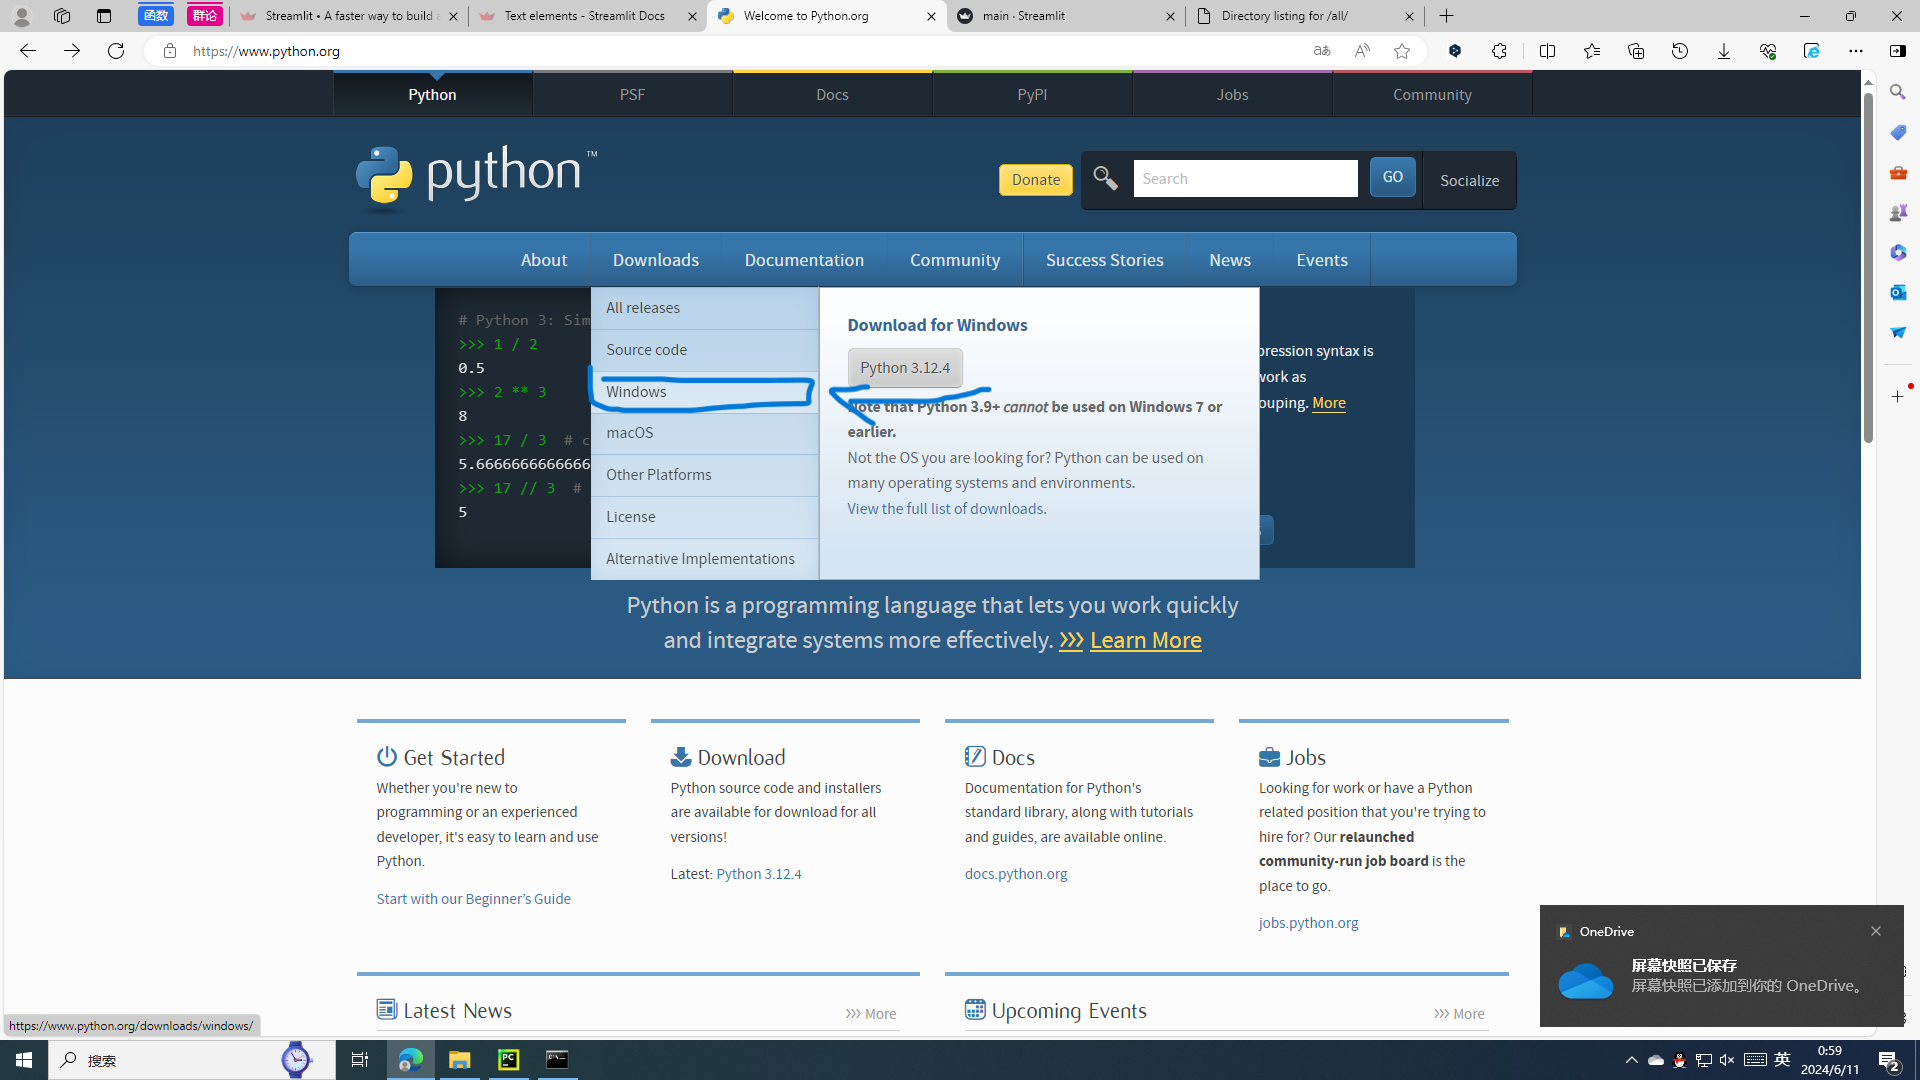 函数
群论
Streamlit • A faster way to build a
Text elements - Streamlit Docs
Welcome to Python.org
main · Streamlit
Directory listing for /all/
https://www.python.org
Python
PSF
Docs
PyPI
Jobs
Community
python™
Donate
Search
GO
Socialize
About
Downloads
Documentation
Community
Success Stories
News
Events
# Python 3: Sim
>>> 1 / 2
0.5
>>> 2 ** 3
8
>>> 17 / 3  # c
5.6666666666666
>>> 17 // 3  #
5
All releases
Source code
Windows
macOS
Other Platforms
License
Alternative Implementations
Download for Windows
Python 3.12.4
Note that Python 3.9+ cannot be used on Windows 7 or
earlier.
Not the OS you are looking for? Python can be used on
many operating systems and environments.
View the full list of downloads.
pression syntax is
work as
ouping. More
Python is a programming language that lets you work quickly
and integrate systems more effectively. >>> Learn More
Get Started
Whether you're new to
programming or an experienced
developer, it's easy to learn and use
Python.
Start with our Beginner’s Guide
Download
Python source code and installers
are available for download for all
versions!
Latest: Python 3.12.4
Docs
Documentation for Python's
standard library, along with tutorials
and guides, are available online.
docs.python.org
Jobs
Looking for work or have a Python
related position that you're trying to
hire for? Our relaunched
community-run job board is the
place to go.
jobs.python.org
Latest News
>>> More
Upcoming Events
>>> More
OneDrive
屏幕快照已保存
屏幕快照已添加到你的 OneDrive。
https://www.python.org/downloads/windows/
搜索
英
0:59
2024/6/11
2